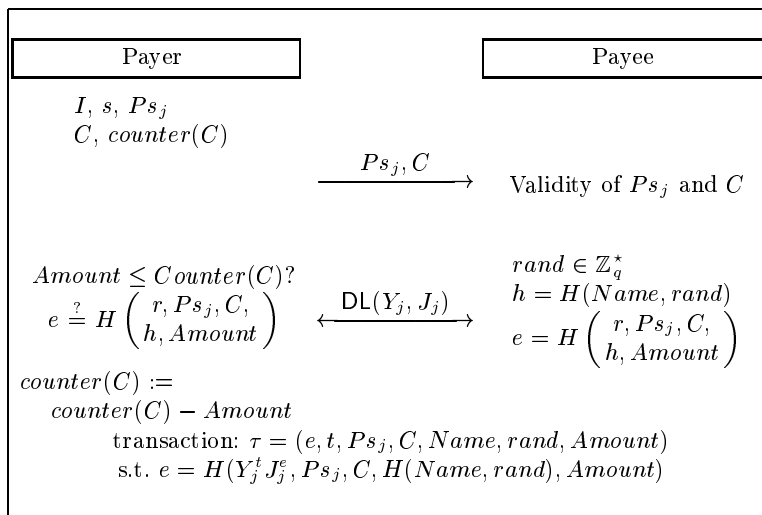 Payer Payee
I, s, Ps_j
C, counter(C)
Ps_j, C
Validity of Ps_j and C
Amount ≤ Counter(C)?
e ?= H ( r, Ps_j, C,
h, Amount )
DL(Y_j, J_j)
rand ∈ ℤ_q^⋆
h = H(Name, rand)
e = H ( r, Ps_j, C,
h, Amount )
counter(C) :=
counter(C) − Amount
transaction: τ = (e, t, Ps_j, C, Name, rand, Amount)
s.t. e = H(Y_j^t J_j^e, Ps_j, C, H(Name, rand), Amount)